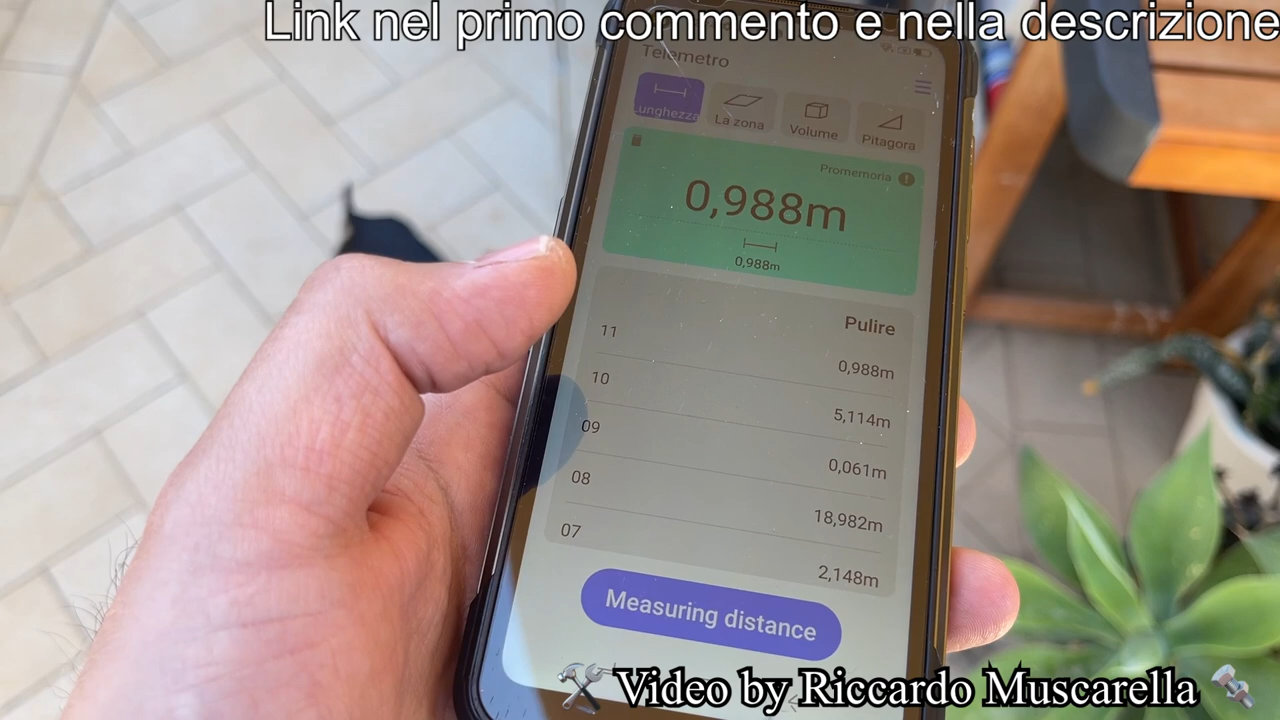 Link nel primo commento e nella descrizione
Telemetro
Lunghezza
La zona
Volume
Pitagora
Promemoria
0,988m
0,988m
Pulire
11
0,988m
10
5,114m
09
0,061m
08
18,982m
07
2,148m
Measuring distance
Video by Riccardo Muscarella